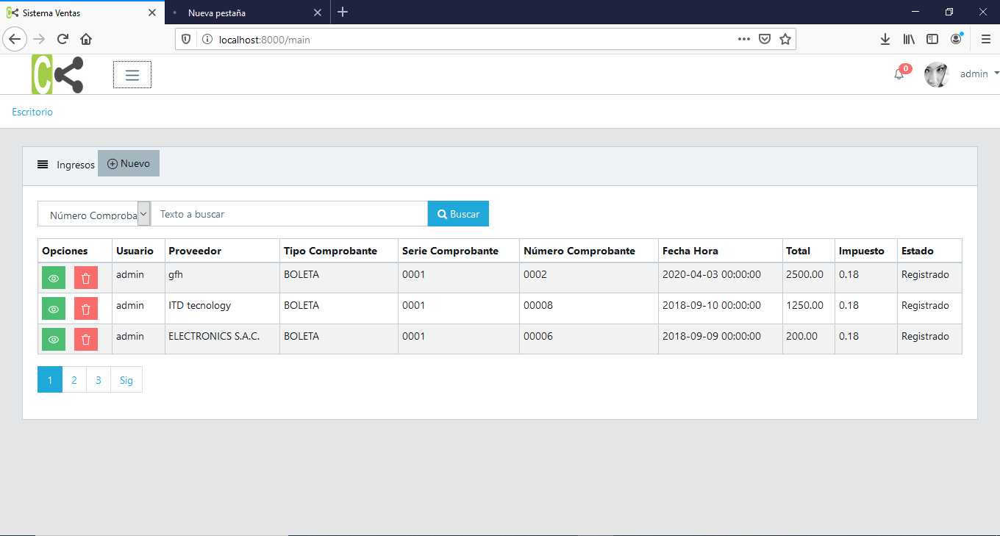 Sistema Ventas
Nueva pestaña
localhost:8000/main
C
0
admin
Escritorio
Ingresos Nuevo
Número Comproba Texto a buscar Buscar
Opciones Usuario Proveedor Tipo Comprobante Serie Comprobante Número Comprobante Fecha Hora Total Impuesto Estado
admin gfh BOLETA 0001 0002 2020-04-03 00:00:00 2500.00 0.18 Registrado
admin ITD tecnology BOLETA 0001 00008 2018-09-10 00:00:00 1250.00 0.18 Registrado
admin ELECTRONICS S.A.C. BOLETA 0001 00006 2018-09-09 00:00:00 200.00 0.18 Registrado
1 2 3 Sig